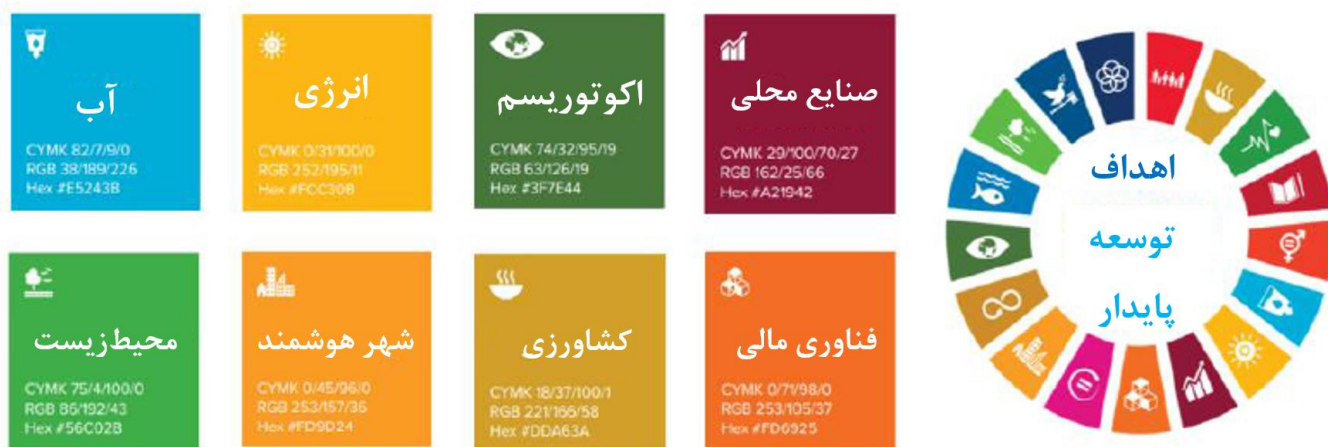 آب
CYMK 82/7/9/0
RGB 38/189/226
Hex #E5243B
انرژی
CYMK 0/31/100/0
RGB 252/195/11
Hex #FCC30B
اکوتوریسم
CYMK 74/32/95/19
RGB 63/126/19
Hex #3F7E44
صنایع محلی
CYMK 29/100/70/27
RGB 162/25/66
Hex #A21942
محیط‌زیست
CYMK 75/4/100/0
RGB 86/192/43
Hex #56C02B
شهر هوشمند
CYMK 0/45/96/0
RGB 253/157/36
Hex #FD9D24
کشاورزی
CYMK 18/37/100/1
RGB 221/166/58
Hex #DDA63A
فناوری مالی
CYMK 0/71/98/0
RGB 253/105/37
Hex #FD6925
اهداف
توسعه
پایدار